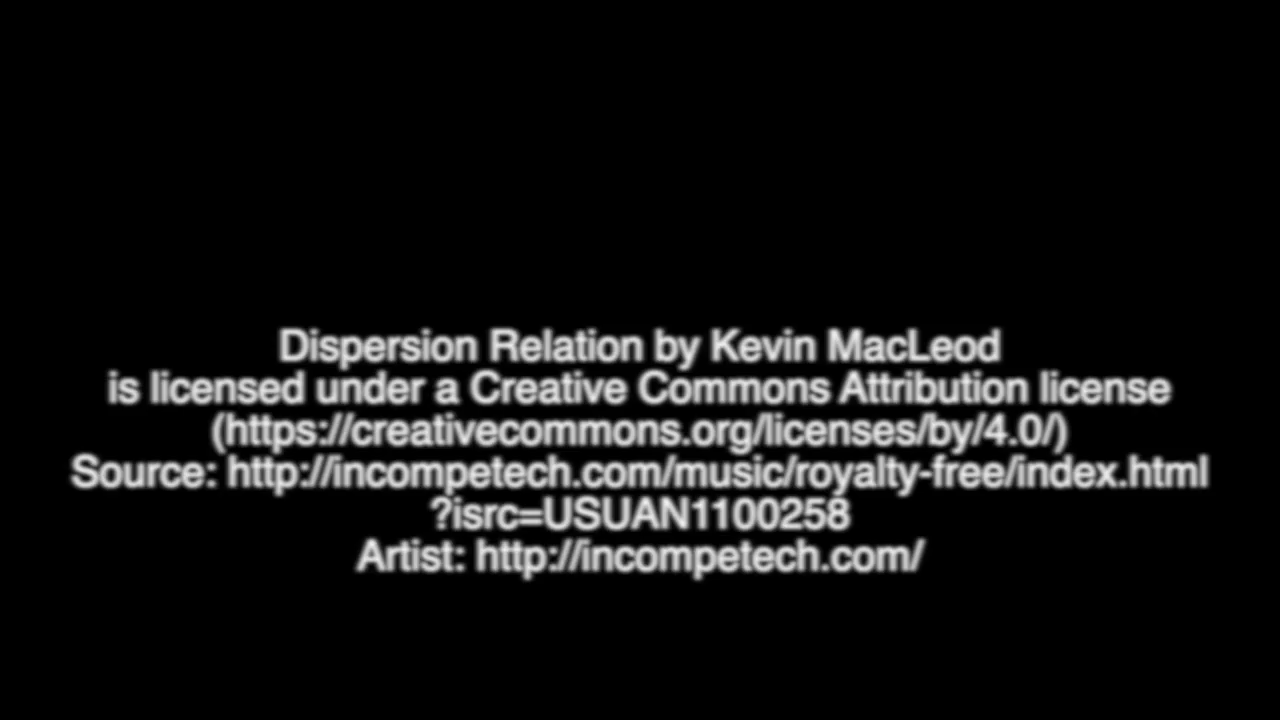 Dispersion Relation by Kevin MacLeod
is licensed under a Creative Commons Attribution license
(https://creativecommons.org/licenses/by/4.0/)
Source: http://incompetech.com/music/royalty-free/index.html
?isrc=USUAN1100258
Artist: http://incompetech.com/